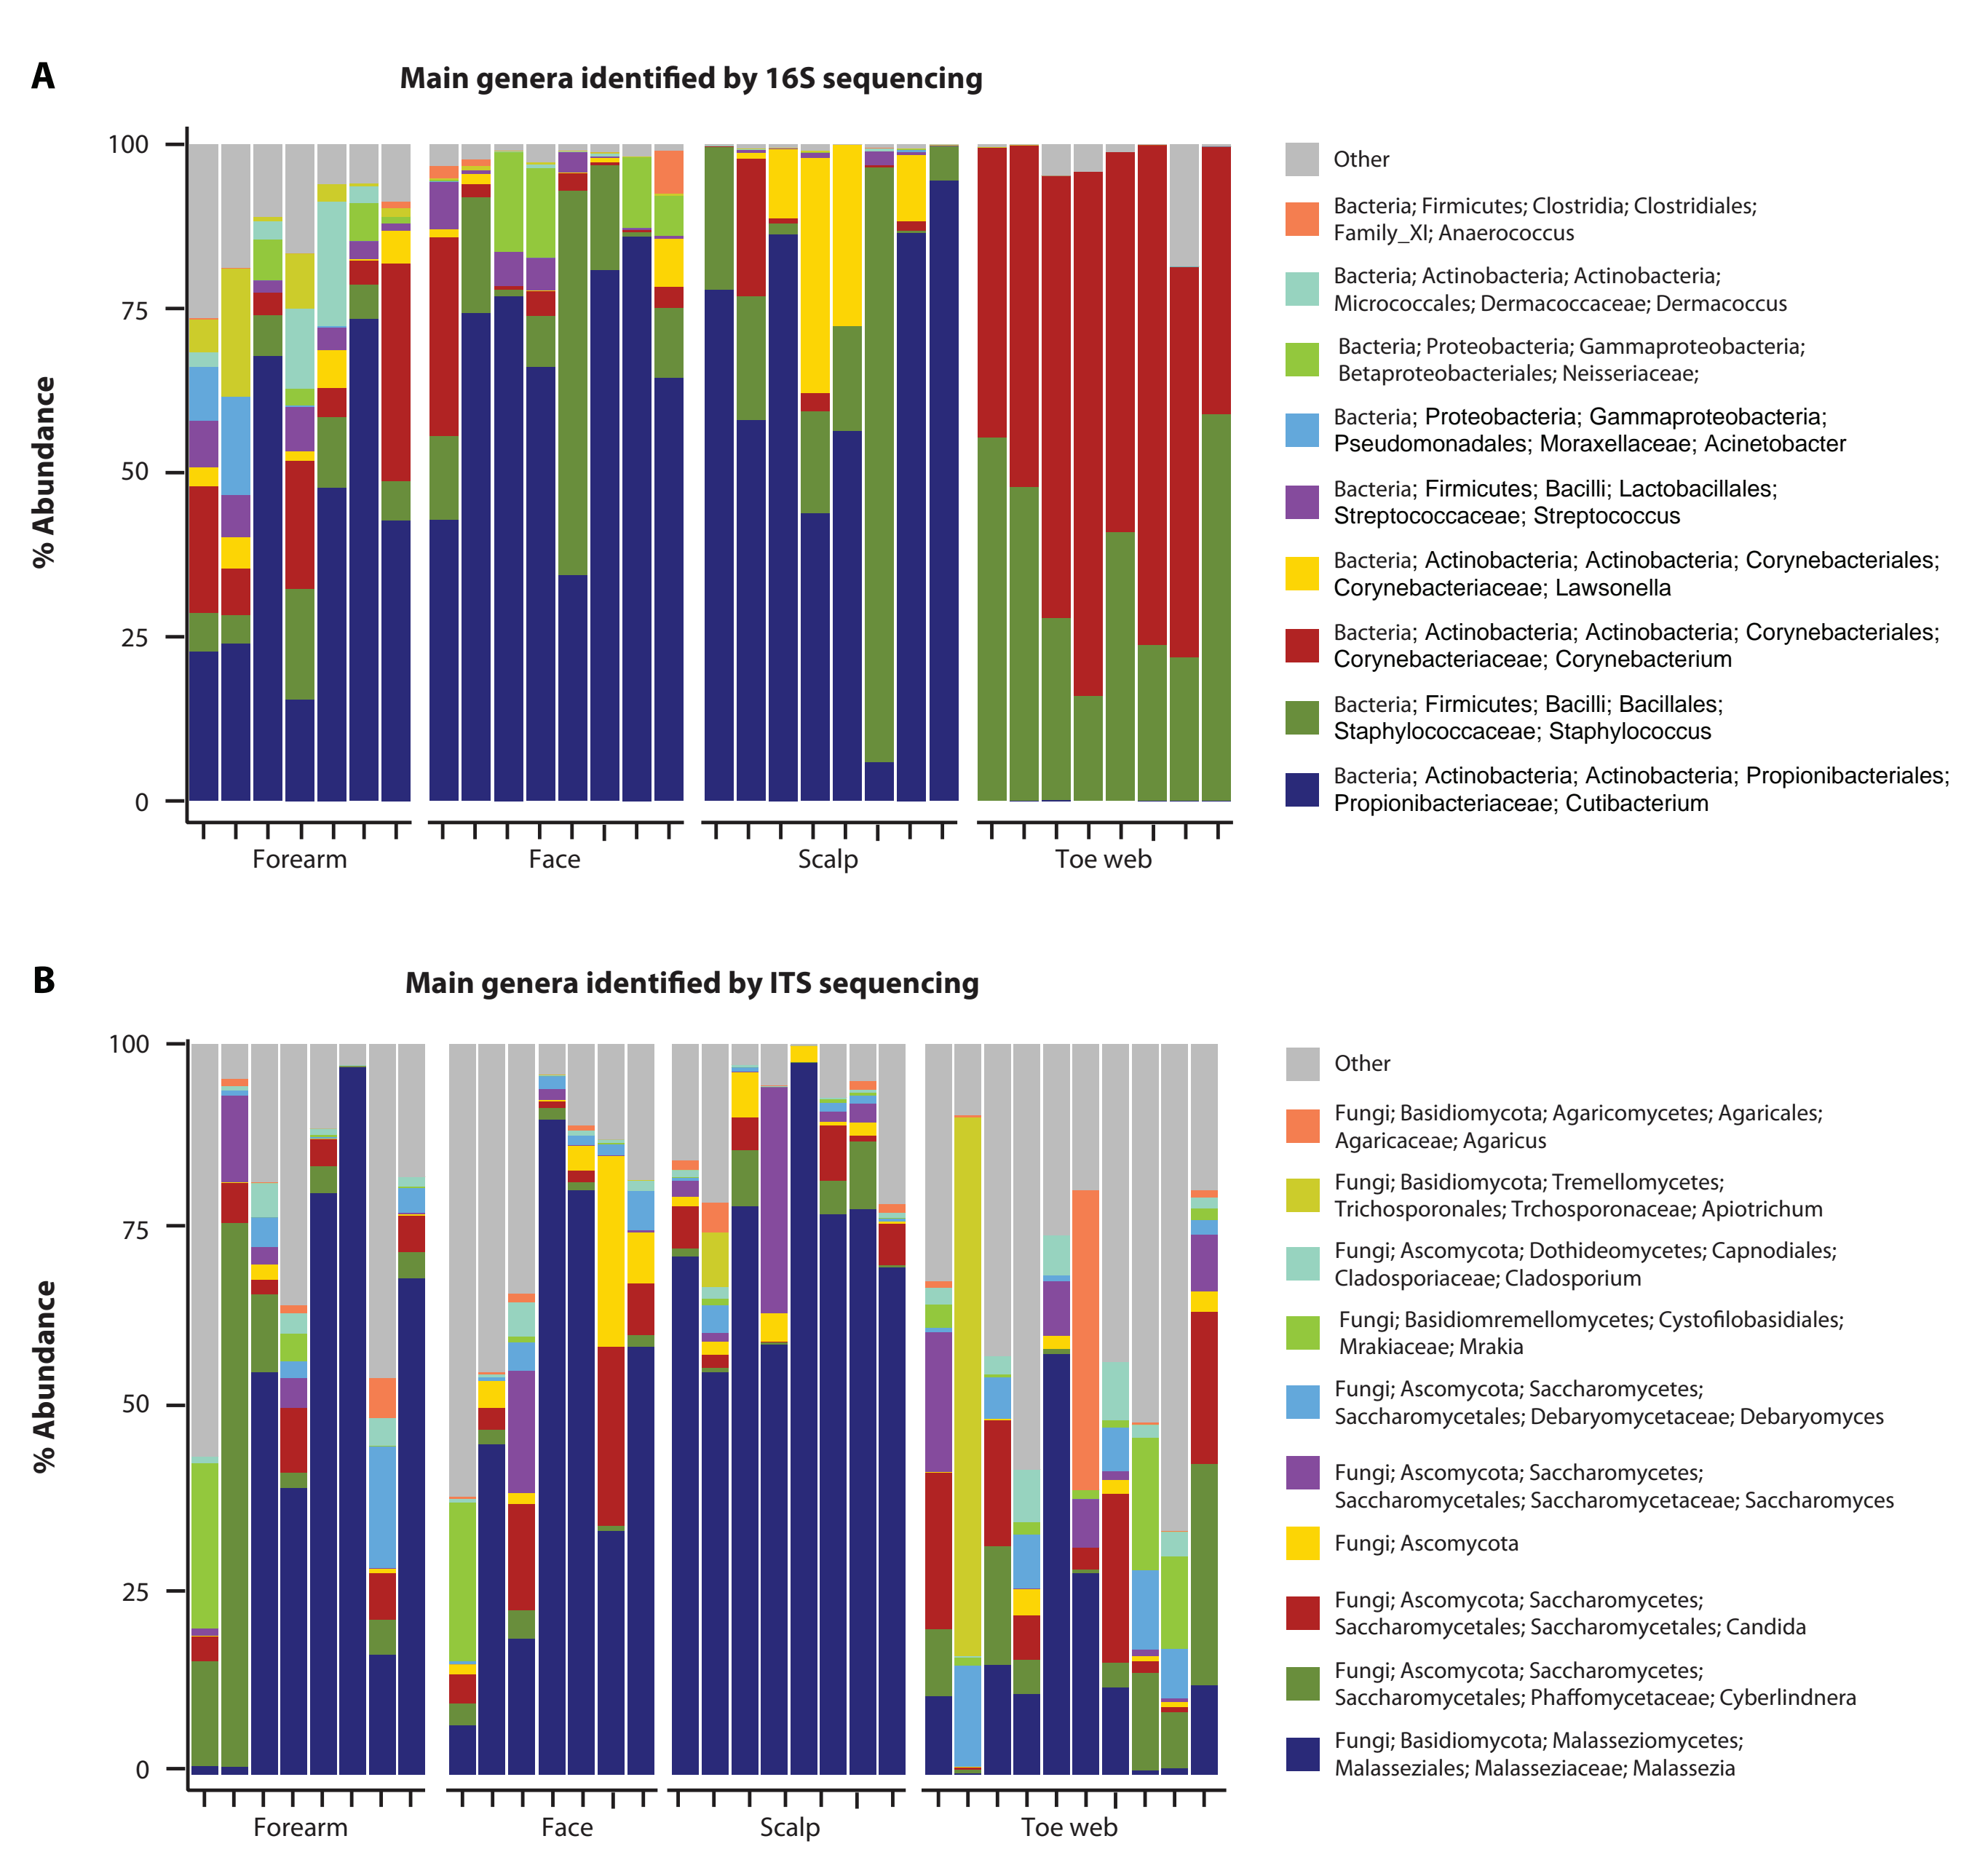 A
Main genera identified by 16S sequencing
% Abundance
100
75
50
25
0
Forearm
Face
Scalp
Toe web
Other
Bacteria; Firmicutes; Clostridia; Clostridiales;
Family_XI; Anaerococcus
Bacteria; Actinobacteria; Actinobacteria;
Micrococcales; Dermacoccaceae; Dermacoccus
Bacteria; Proteobacteria; Gammaproteobacteria;
Betaproteobacteriales; Neisseriaceae;
Bacteria; Proteobacteria; Gammaproteobacteria;
Pseudomonadales; Moraxellaceae; Acinetobacter
Bacteria; Firmicutes; Bacilli; Lactobacillales;
Streptococcaceae; Streptococcus
Bacteria; Actinobacteria; Actinobacteria; Corynebacteriales;
Corynebacteriaceae; Lawsonella
Bacteria; Actinobacteria; Actinobacteria; Corynebacteriales;
Corynebacteriaceae; Corynebacterium
Bacteria; Firmicutes; Bacilli; Bacillales;
Staphylococcaceae; Staphylococcus
Bacteria; Actinobacteria; Actinobacteria; Propionibacteriales;
Propionibacteriaceae; Cutibacterium
B
Main genera identified by ITS sequencing
% Abundance
100
75
50
25
0
Forearm
Face
Scalp
Toe web
Other
Fungi; Basidiomycota; Agaricomycetes; Agaricales;
Agaricaceae; Agaricus
Fungi; Basidiomycota; Tremellomycetes;
Trichosporonales; Trchosporonaceae; Apiotrichum
Fungi; Ascomycota; Dothideomycetes; Capnodiales;
Cladosporiaceae; Cladosporium
Fungi; Basidiomremellomycetes; Cystofilobasidiales;
Mrakiaceae; Mrakia
Fungi; Ascomycota; Saccharomycetes;
Saccharomycetales; Debaryomycetaceae; Debaryomyces
Fungi; Ascomycota; Saccharomycetes;
Saccharomycetales; Saccharomycetaceae; Saccharomyces
Fungi; Ascomycota
Fungi; Ascomycota; Saccharomycetes;
Saccharomycetales; Saccharomycetales; Candida
Fungi; Ascomycota; Saccharomycetes;
Saccharomycetales; Phaffomycetaceae; Cyberlindnera
Fungi; Basidiomycota; Malasseziomycetes;
Malasseziales; Malasseziaceae; Malassezia